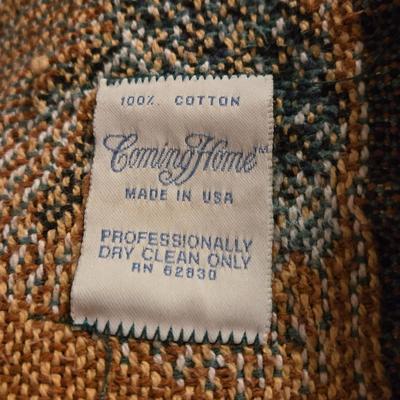 100% COTTON
Coming Home™
MADE IN USA
PROFESSIONALLY
DRY CLEAN ONLY
RN 62830